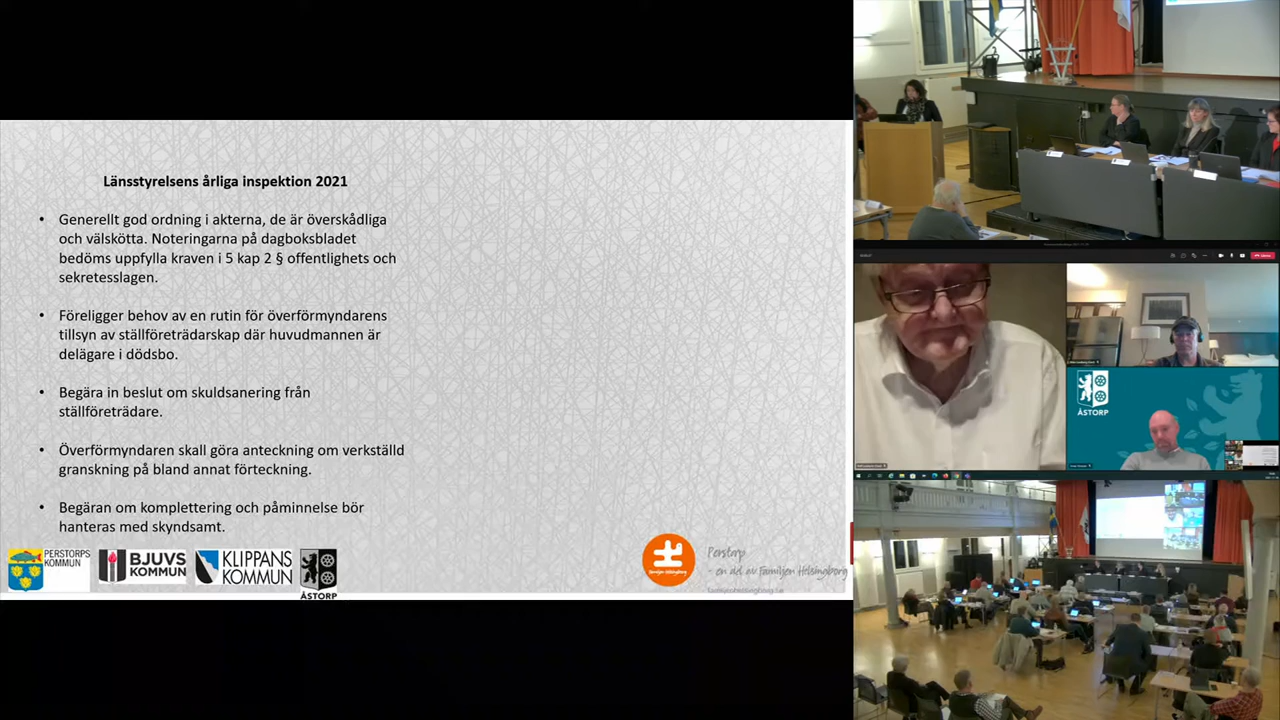 Länsstyrelsens årliga inspektion 2021
• Generellt god ordning i akterna, de är överskådliga
och välskötta. Noteringarna på dagboksbladet
bedöms uppfylla kraven i 5 kap 2 § offentlighets och
sekretesslagen.
• Föreligger behov av en rutin för överförmyndarens
tillsyn av ställföreträdarskap där huvudmannen är
delägare i dödsbo.
• Begära in beslut om skuldsanering från
ställföreträdare.
• Överförmyndaren skall göra anteckning om verkställd
granskning på bland annat förteckning.
• Begäran om komplettering och påminnelse bör
hanteras med skyndsamt.
PERSTORPS
KOMMUN
BJUVS
KOMMUN
KLIPPANS
KOMMUN
ÅSTORP
Familjen Helsingborg
Perstorp
- en del av Familjen Helsingborg
ÅSTORP